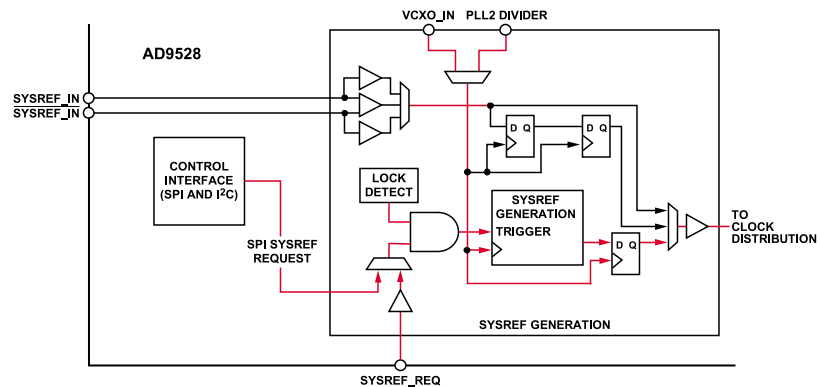 VCXO_IN PLL2 DIVIDER
AD9528
SYSREF_IN
SYSREF_IN
D Q
D Q
CONTROL
INTERFACE
(SPI AND I²C)
LOCK
DETECT
SYSREF
GENERATION
TRIGGER
TO
CLOCK
DISTRIBUTION
D Q
SPI SYSREF
REQUEST
SYSREF GENERATION
SYSREF_REQ